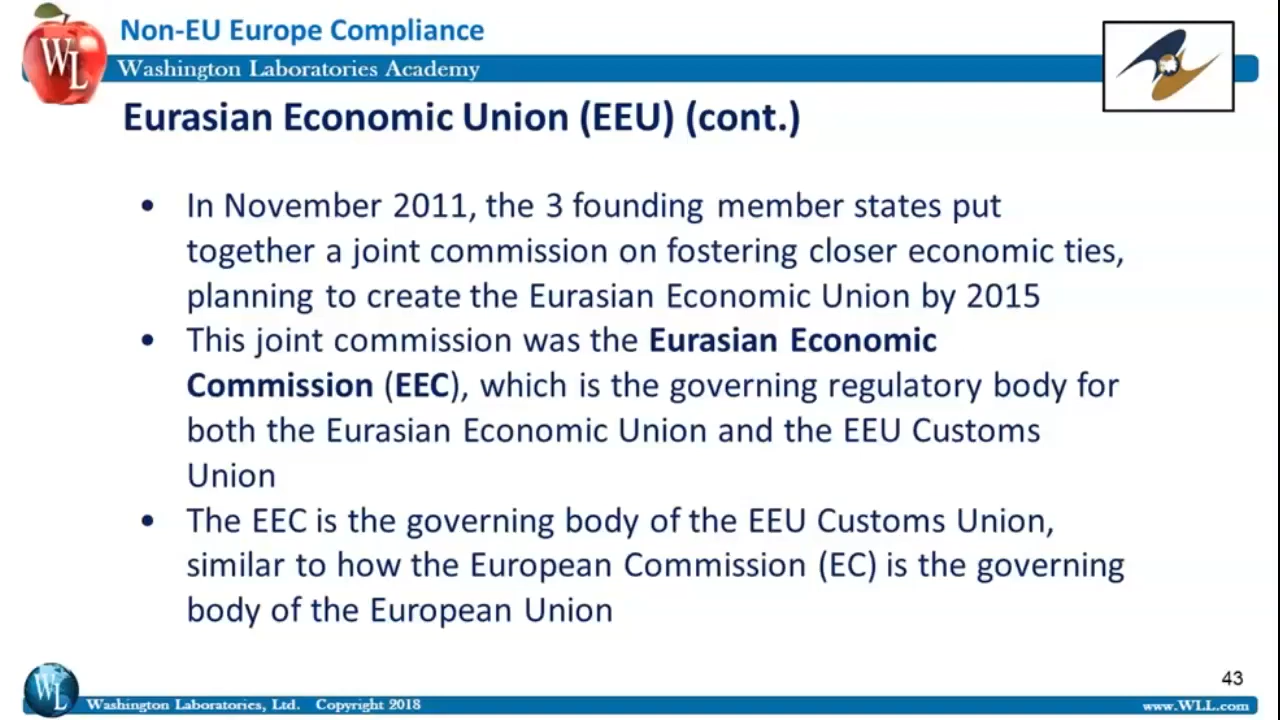 Non-EU Europe Compliance
WL
Washington Laboratories Academy
Eurasian Economic Union (EEU) (cont.)
• In November 2011, the 3 founding member states put
together a joint commission on fostering closer economic ties,
planning to create the Eurasian Economic Union by 2015
• This joint commission was the Eurasian Economic
Commission (EEC), which is the governing regulatory body for
both the Eurasian Economic Union and the EEU Customs
Union
• The EEC is the governing body of the EEU Customs Union,
similar to how the European Commission (EC) is the governing
body of the European Union
43
WL
Washington Laboratories, Ltd. Copyright 2018
www.WLL.com